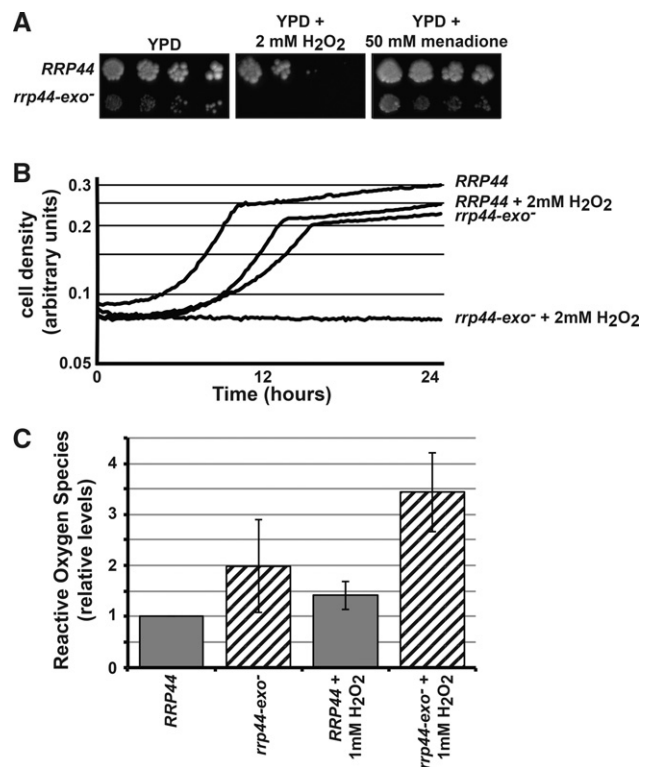 A
YPD
YPD +
2 mM H₂O₂
YPD +
50 mM menadione
RRP44
rrp44-exo⁻
B
cell density
(arbitrary units)
0.3
0.2
0.1
0.05
0
12
24
Time (hours)
RRP44
RRP44 + 2mM H₂O₂
rrp44-exo⁻
rrp44-exo⁻ + 2mM H₂O₂
C
Reactive Oxygen Species
(relative levels)
4
3
2
1
0
RRP44
rrp44-exo⁻
RRP44 +
1mM H₂O₂
rrp44-exo⁻ +
1mM H₂O₂